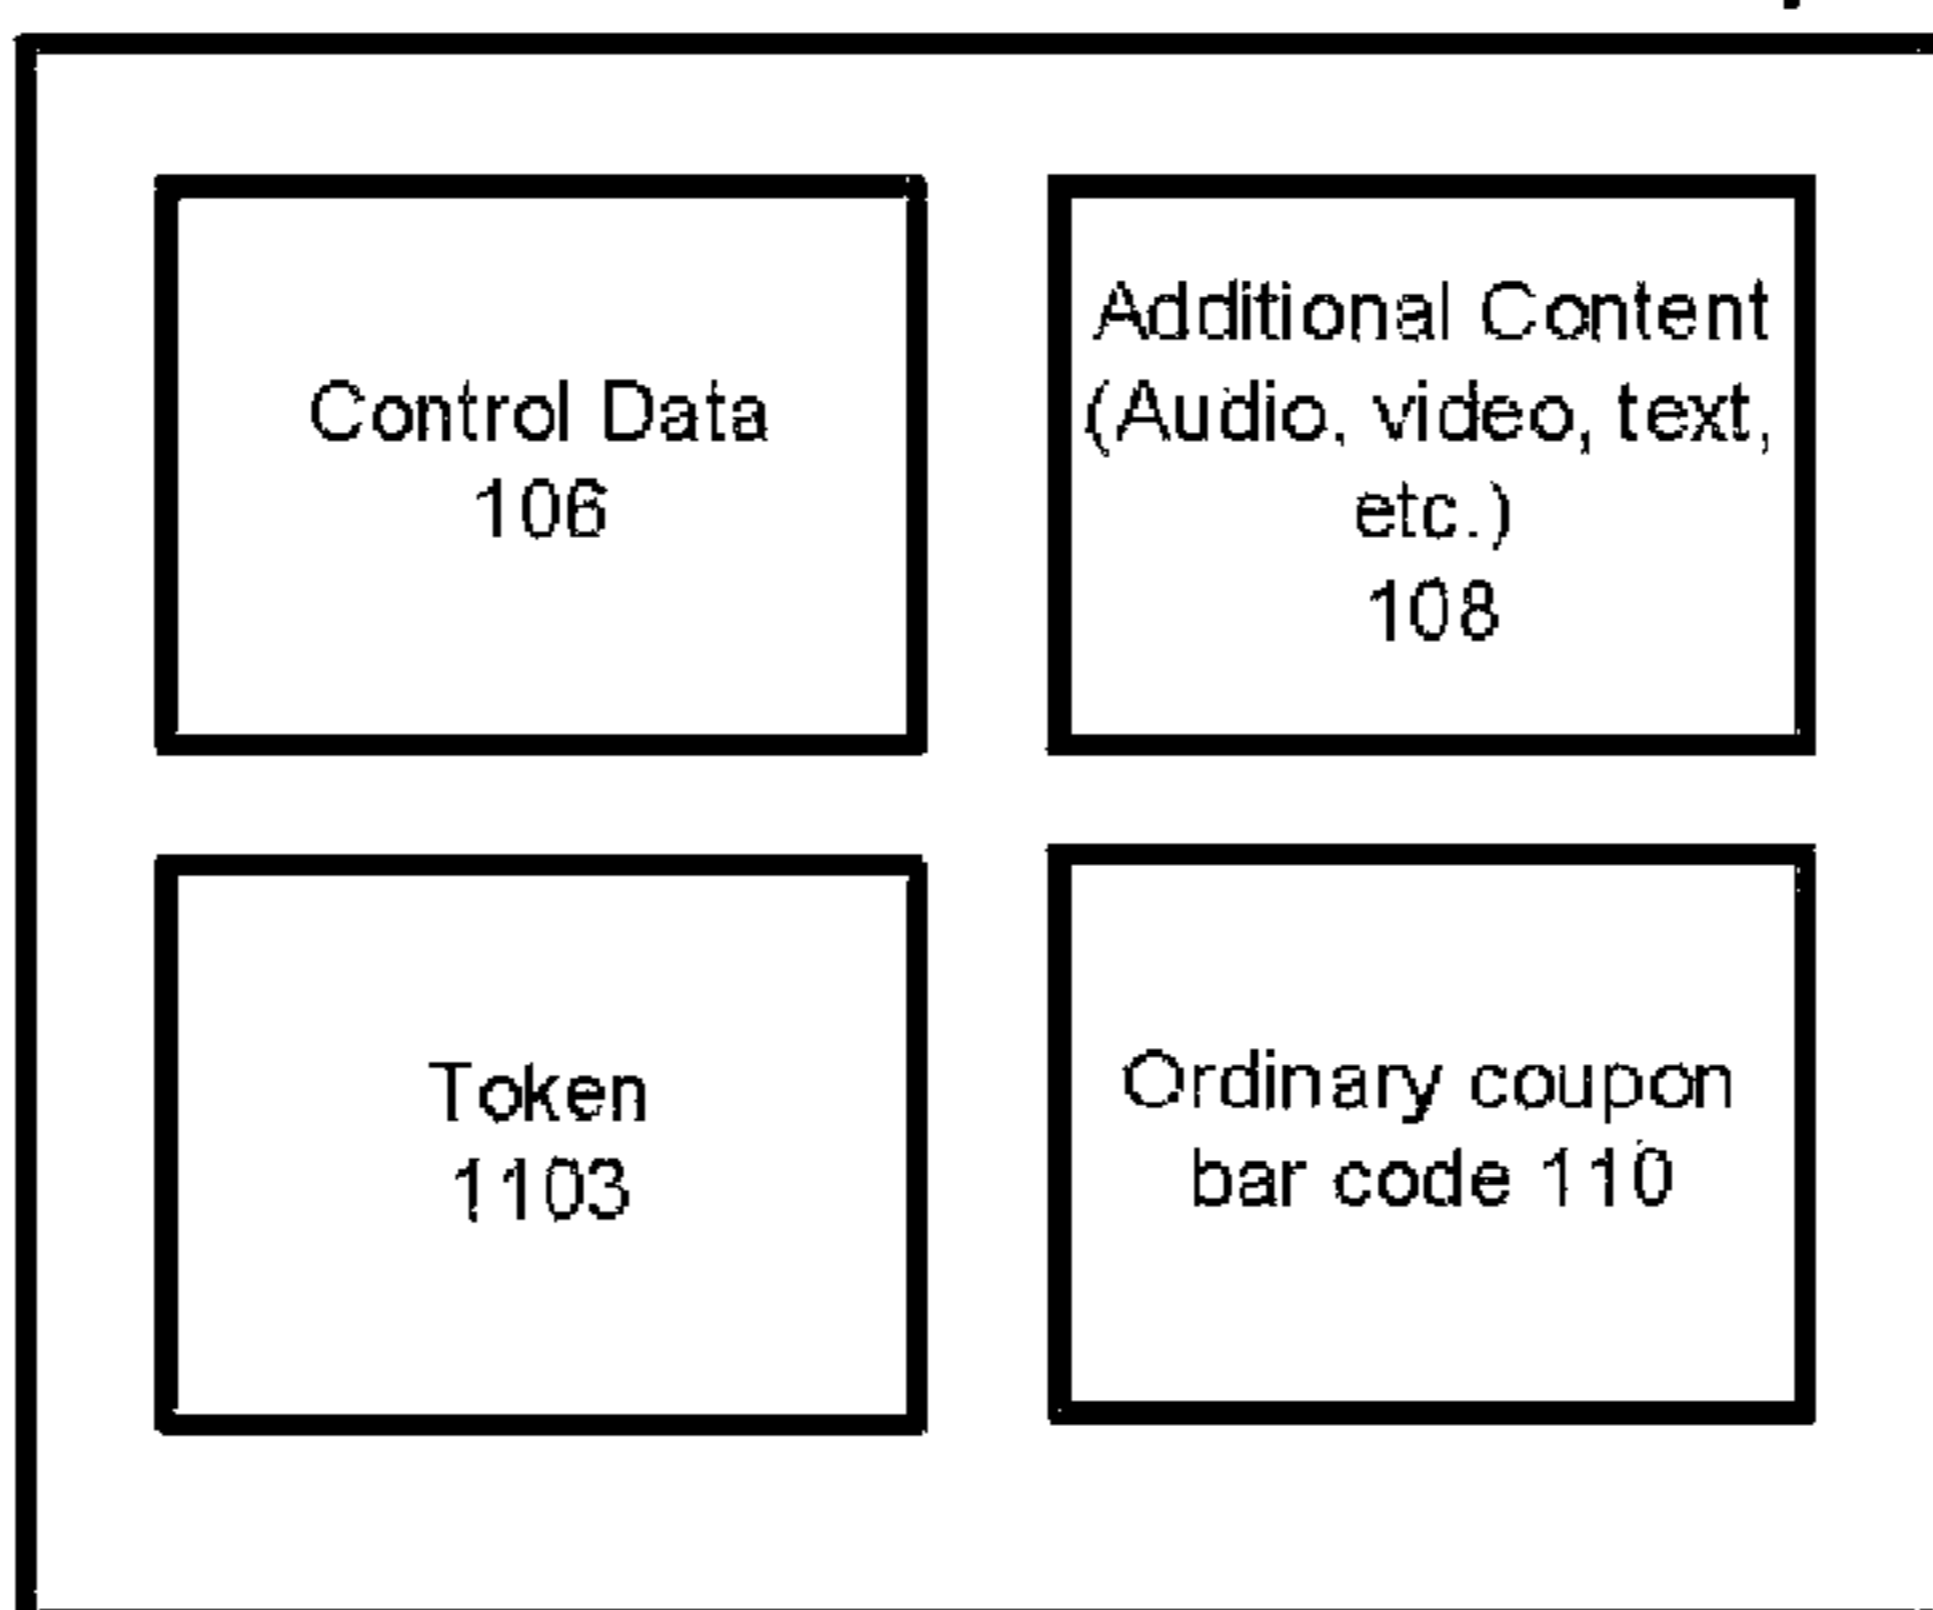 Control Data
106
Additional Content
(Audio, video, text,
etc.)
108
Token
1103
Ordinary coupon
bar code 110